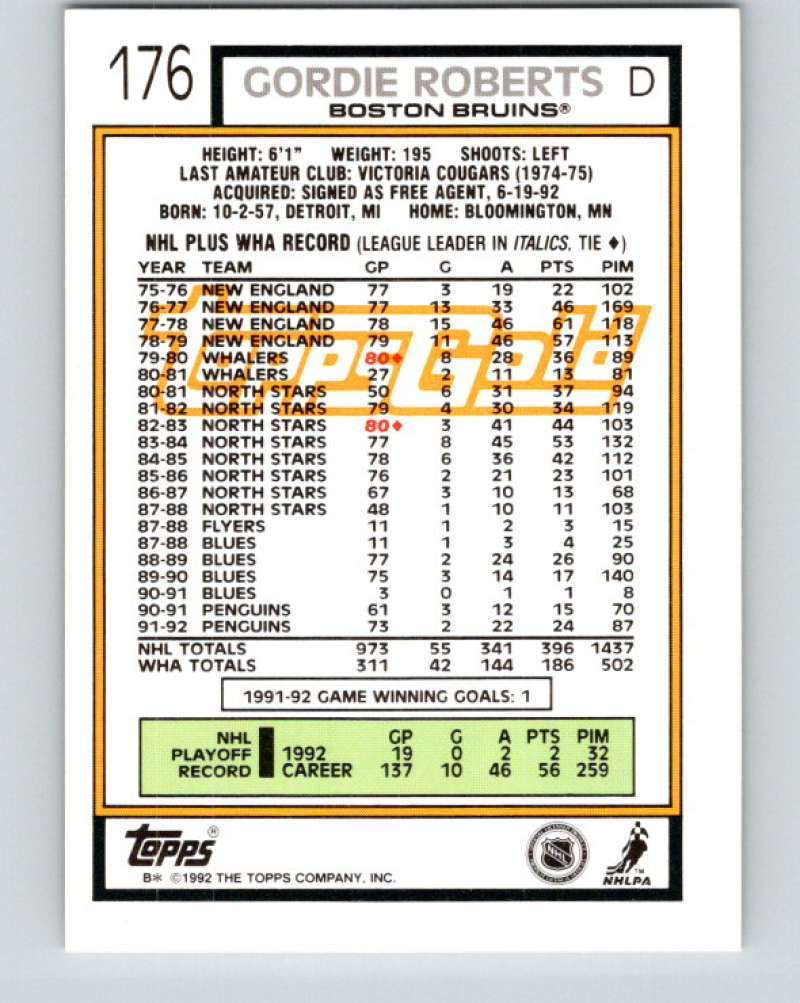 176 GORDIE ROBERTS D
BOSTON BRUINS®
HEIGHT: 6'1" WEIGHT: 195 SHOOTS: LEFT
LAST AMATEUR CLUB: VICTORIA COUGARS (1974-75)
ACQUIRED: SIGNED AS FREE AGENT, 6-19-92
BORN: 10-2-57, DETROIT, MI HOME: BLOOMINGTON, MN
NHL PLUS WHA RECORD (LEAGUE LEADER IN ITALICS, TIE ♦)
YEAR TEAM GP G A PTS PIM
75-76 NEW ENGLAND 77 3 19 22 102
76-77 NEW ENGLAND 77 13 33 46 169
77-78 NEW ENGLAND 78 15 46 61 118
78-79 NEW ENGLAND 79 11 46 57 113
79-80 WHALERS 80♦ 8 28 36 89
80-81 WHALERS 27 2 11 13 81
80-81 NORTH STARS 50 6 31 37 94
81-82 NORTH STARS 79 4 30 34 119
82-83 NORTH STARS 80♦ 3 41 44 103
83-84 NORTH STARS 77 8 45 53 132
84-85 NORTH STARS 78 6 36 42 112
85-86 NORTH STARS 76 2 21 23 101
86-87 NORTH STARS 67 3 10 13 68
87-88 NORTH STARS 48 1 10 11 103
87-88 FLYERS 11 1 2 3 15
87-88 BLUES 11 1 3 4 25
88-89 BLUES 77 2 24 26 90
89-90 BLUES 75 3 14 17 140
90-91 BLUES 3 0 1 1 8
90-91 PENGUINS 61 3 12 15 70
91-92 PENGUINS 73 2 22 24 87
NHL TOTALS 973 55 341 396 1437
WHA TOTALS 311 42 144 186 502
Topps Gold
1991-92 GAME WINNING GOALS: 1
NHL GP G A PTS PIM
PLAYOFF 1992 19 0 2 2 32
RECORD CAREER 137 10 46 56 259
TOPPS®
B* ©1992 THE TOPPS COMPANY, INC.
NHL
™
NHLPA